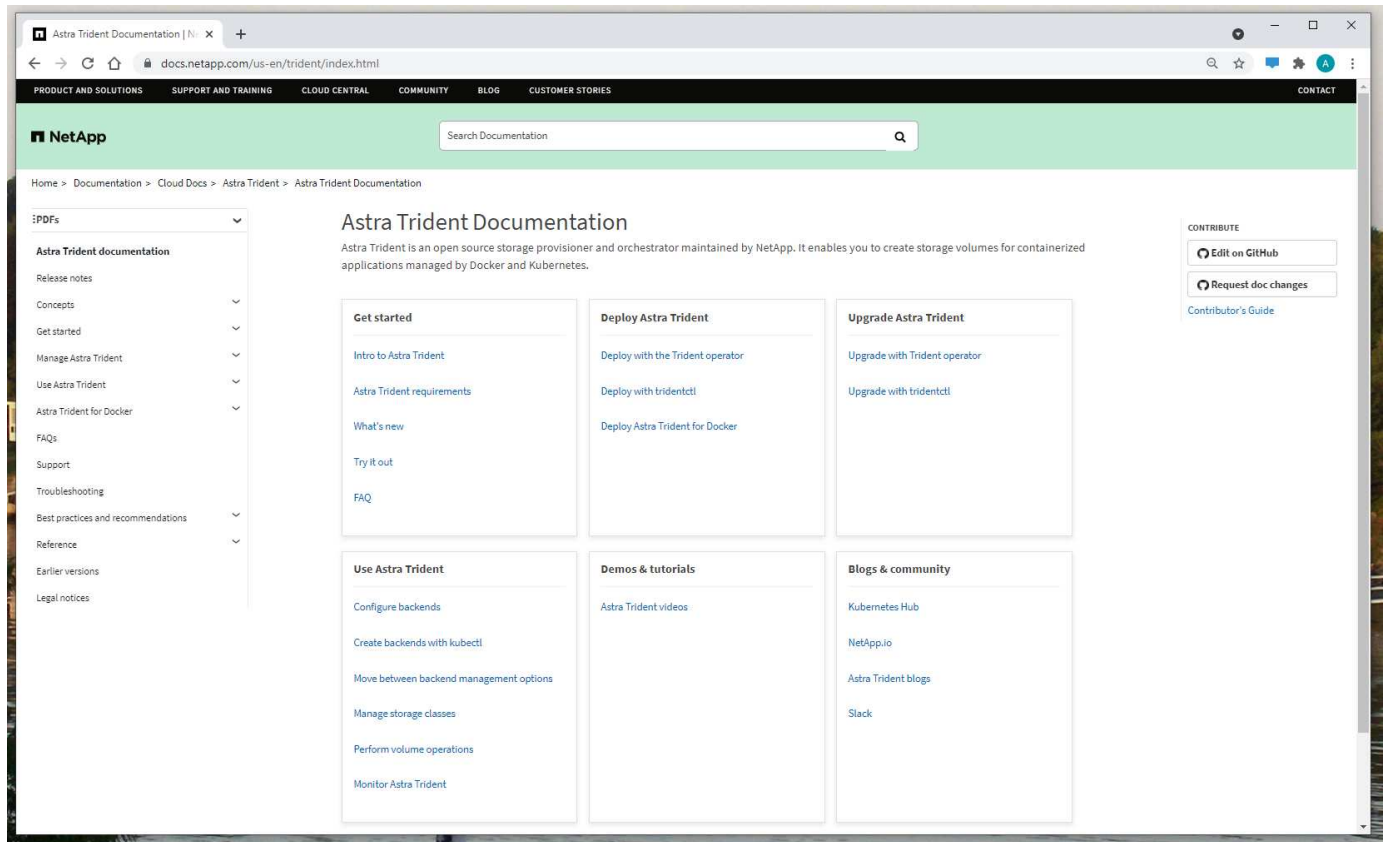 Astra Trident Documentation | N
docs.netapp.com/us-en/trident/index.html
A
PRODUCT AND SOLUTIONS SUPPORT AND TRAINING CLOUD CENTRAL COMMUNITY BLOG CUSTOMER STORIES CONTACT
NetApp
Search Documentation
Home > Documentation > Cloud Docs > Astra Trident > Astra Trident Documentation
PDFs
Astra Trident documentation
Release notes
Concepts
Get started
Manage Astra Trident
Use Astra Trident
Astra Trident for Docker
FAQs
Support
Troubleshooting
Best practices and recommendations
Reference
Earlier versions
Legal notices
Astra Trident Documentation
Astra Trident is an open source storage provisioner and orchestrator maintained by NetApp. It enables you to create storage volumes for containerized
applications managed by Docker and Kubernetes.
Get started
Intro to Astra Trident
Astra Trident requirements
What's new
Try it out
FAQ
Deploy Astra Trident
Deploy with the Trident operator
Deploy with tridentctl
Deploy Astra Trident for Docker
Upgrade Astra Trident
Upgrade with Trident operator
Upgrade with tridentctl
Use Astra Trident
Configure backends
Create backends with kubectl
Move between backend management options
Manage storage classes
Perform volume operations
Monitor Astra Trident
Demos & tutorials
Astra Trident videos
Blogs & community
Kubernetes Hub
NetApp.io
Astra Trident blogs
Slack
CONTRIBUTE
Edit on GitHub
Request doc changes
Contributor's Guide